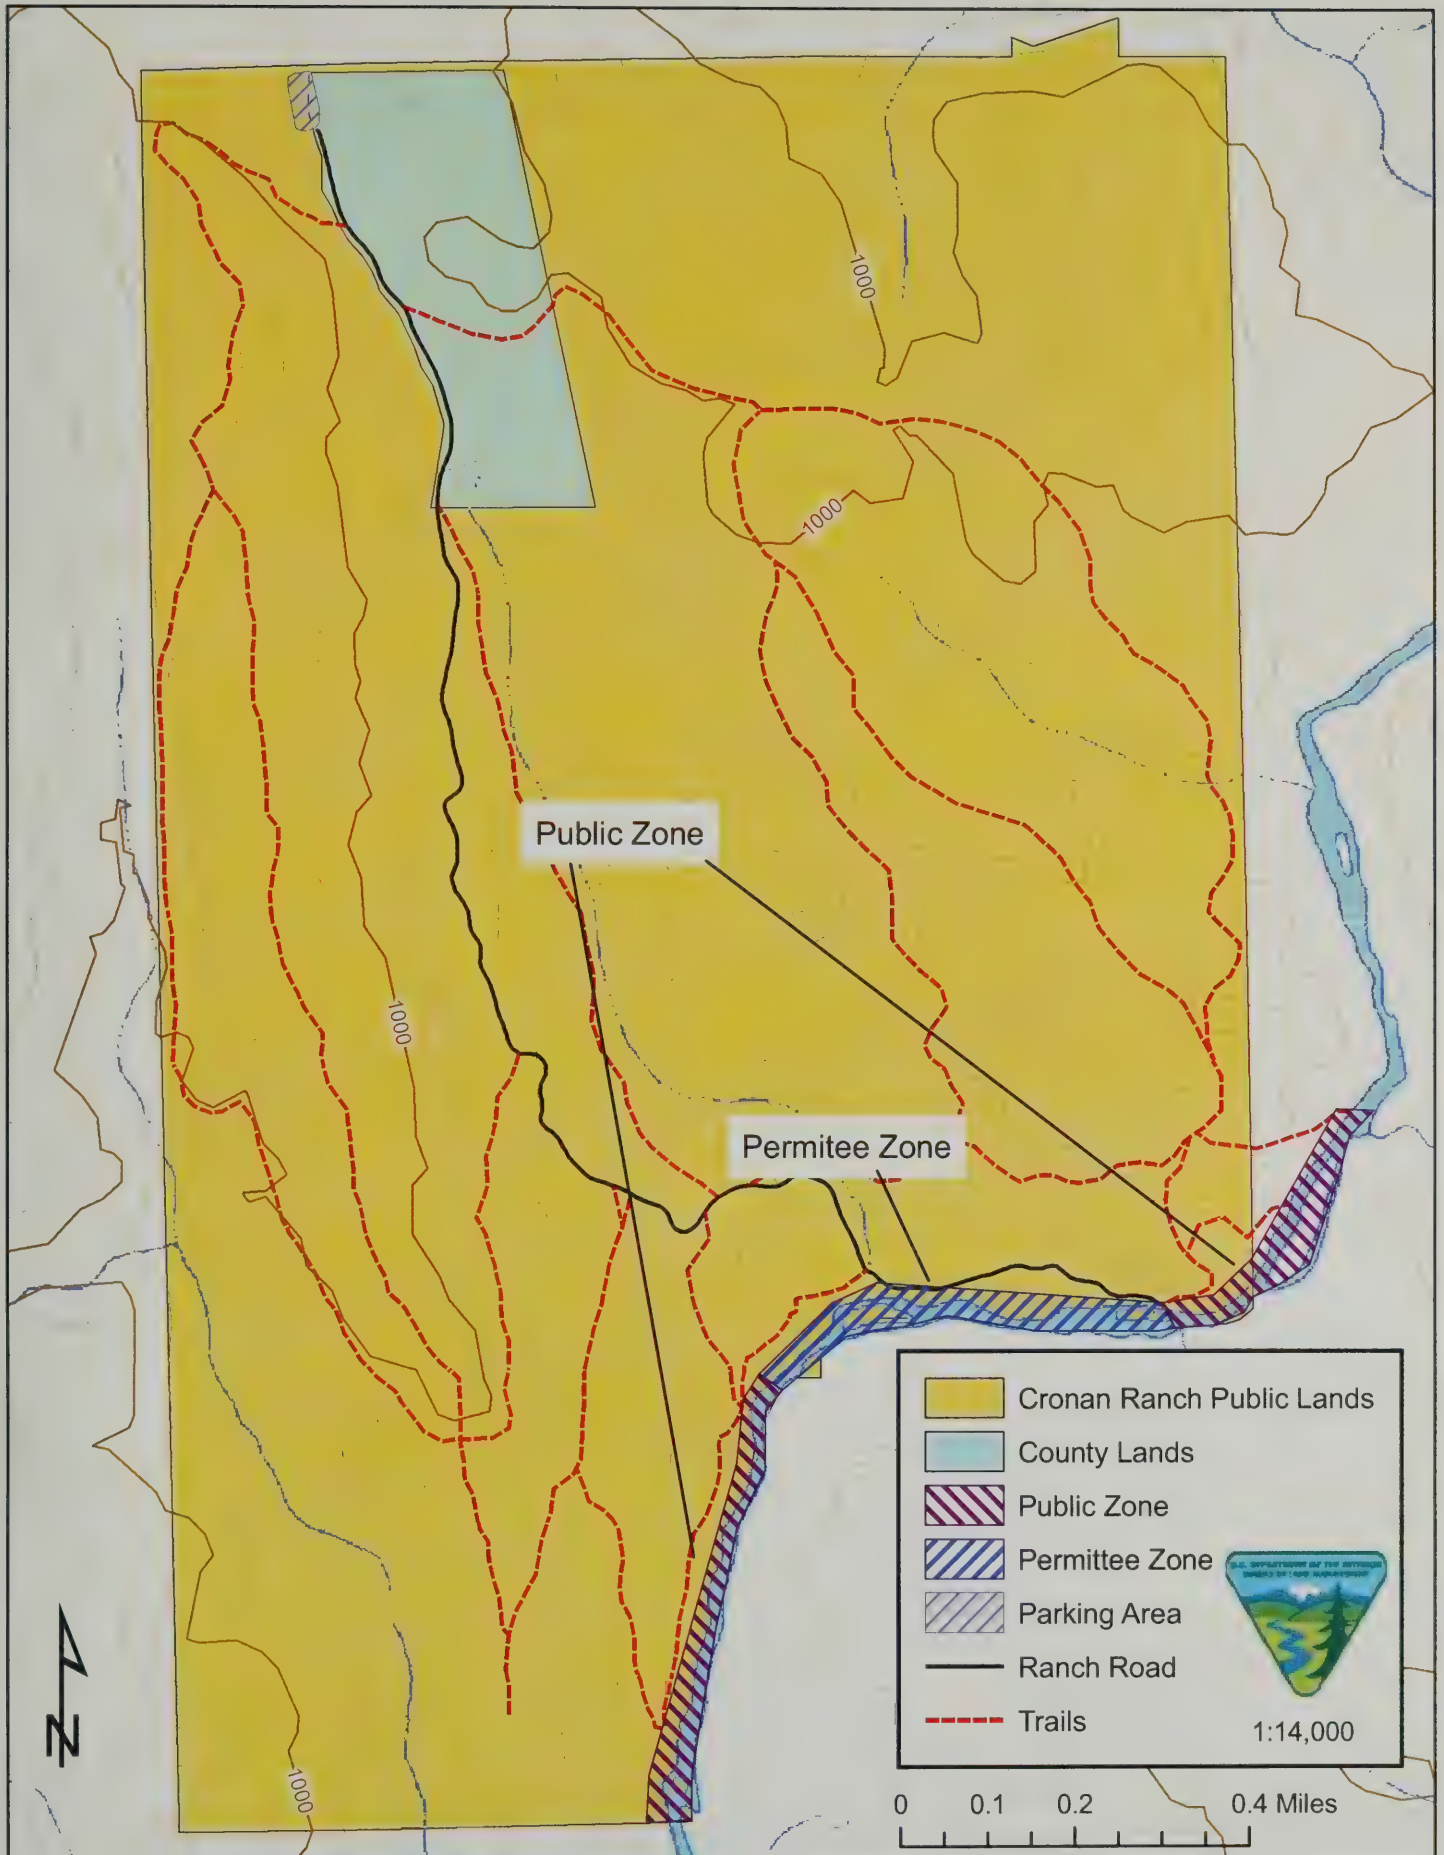 1000
1000
Public Zone
1000
Permitee Zone
Cronan Ranch Public Lands
County Lands
Public Zone
Permittee Zone
Parking Area
Ranch Road
Trails
1:14,000
N
1000
0 0.1 0.2 0.4 Miles